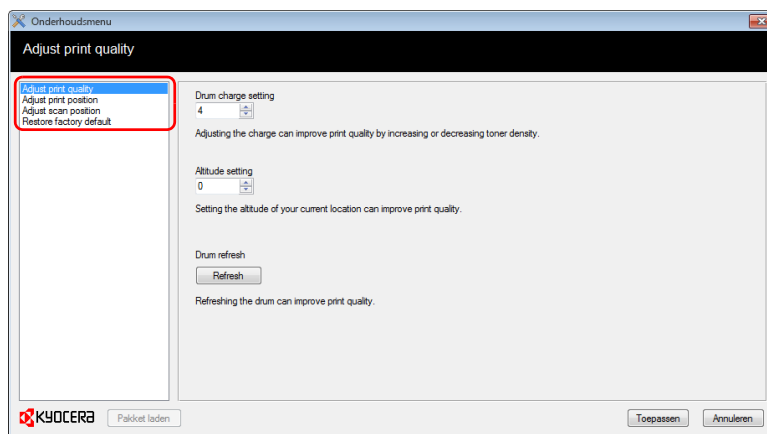 Onderhoudsmenu
Adjust print quality
Adjust print quality
Adjust print position
Adjust scan position
Restore factory default
Drum charge setting
4
Adjusting the charge can improve print quality by increasing or decreasing toner density.
Altitude setting
0
Setting the altitude of your current location can improve print quality.
Drum refresh
Refresh
Refreshing the drum can improve print quality.
KYOCERA
Pakket laden
Toepassen
Annuleren